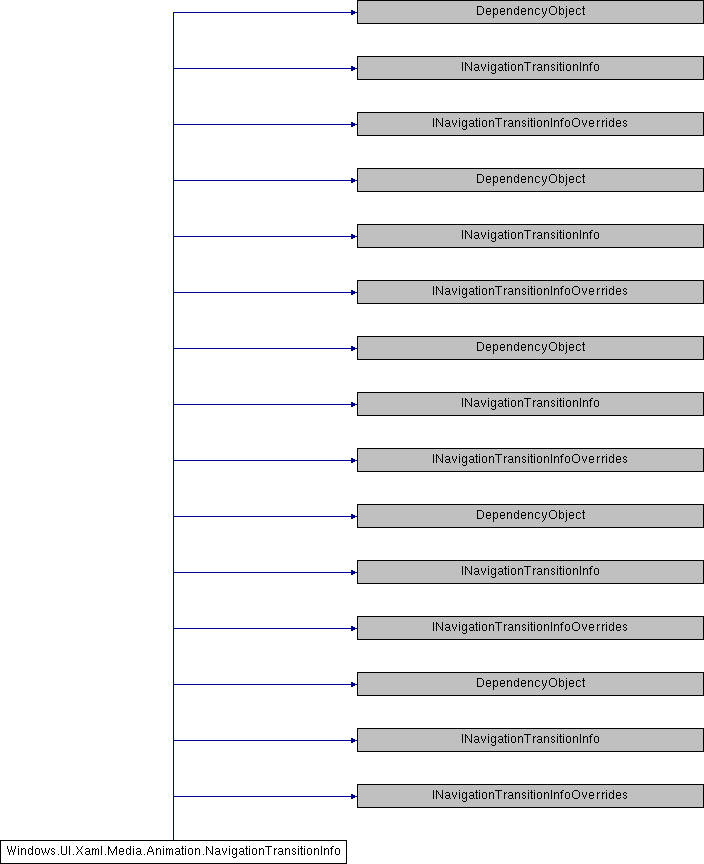 DependencyObject
INavigationTransitionInfo
INavigationTransitionInfoOverrides
DependencyObject
INavigationTransitionInfo
INavigationTransitionInfoOverrides
DependencyObject
INavigationTransitionInfo
INavigationTransitionInfoOverrides
DependencyObject
INavigationTransitionInfo
INavigationTransitionInfoOverrides
DependencyObject
INavigationTransitionInfo
INavigationTransitionInfoOverrides
Windows.UI.Xaml.Media.Animation.NavigationTransitionInfo